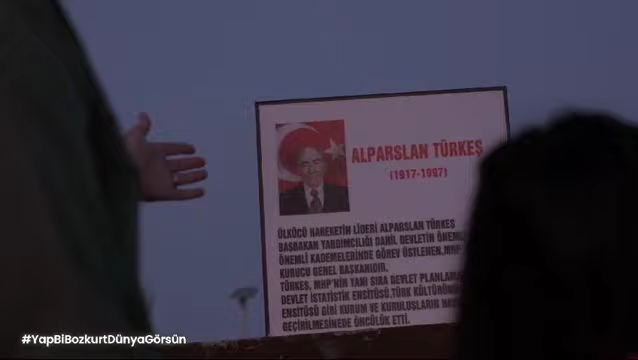 ALPARSLAN TÜRKEŞ
(1917-1997)
ÜLKÜCÜ HAREKETİN LİDERİ ALPARSLAN TÜRKEŞ
BAŞBAKAN YARDIMCILIĞI DAHİL DEVLETİN ÖNEMLİ
ÖNEMLİ KADEMELERİNDE GÖREV ÜSTLENEN, MHP
KURUCU GENEL BAŞKANIDIR.
TÜRKEŞ, MHP'NİN YANI SIRA DEVLET PLANLAMA
DEVLET İSTATİSTİK ENSİTÜSÜ, TÜRK KÜLTÜRÜNÜ
ENSİTÜSÜ GİBİ KURUM VE KURULUŞLARIN
GEÇİRİLMESİNDE ÖNCÜLÜK ETTİ.
#YapBiBozkurtDünyaGörsün